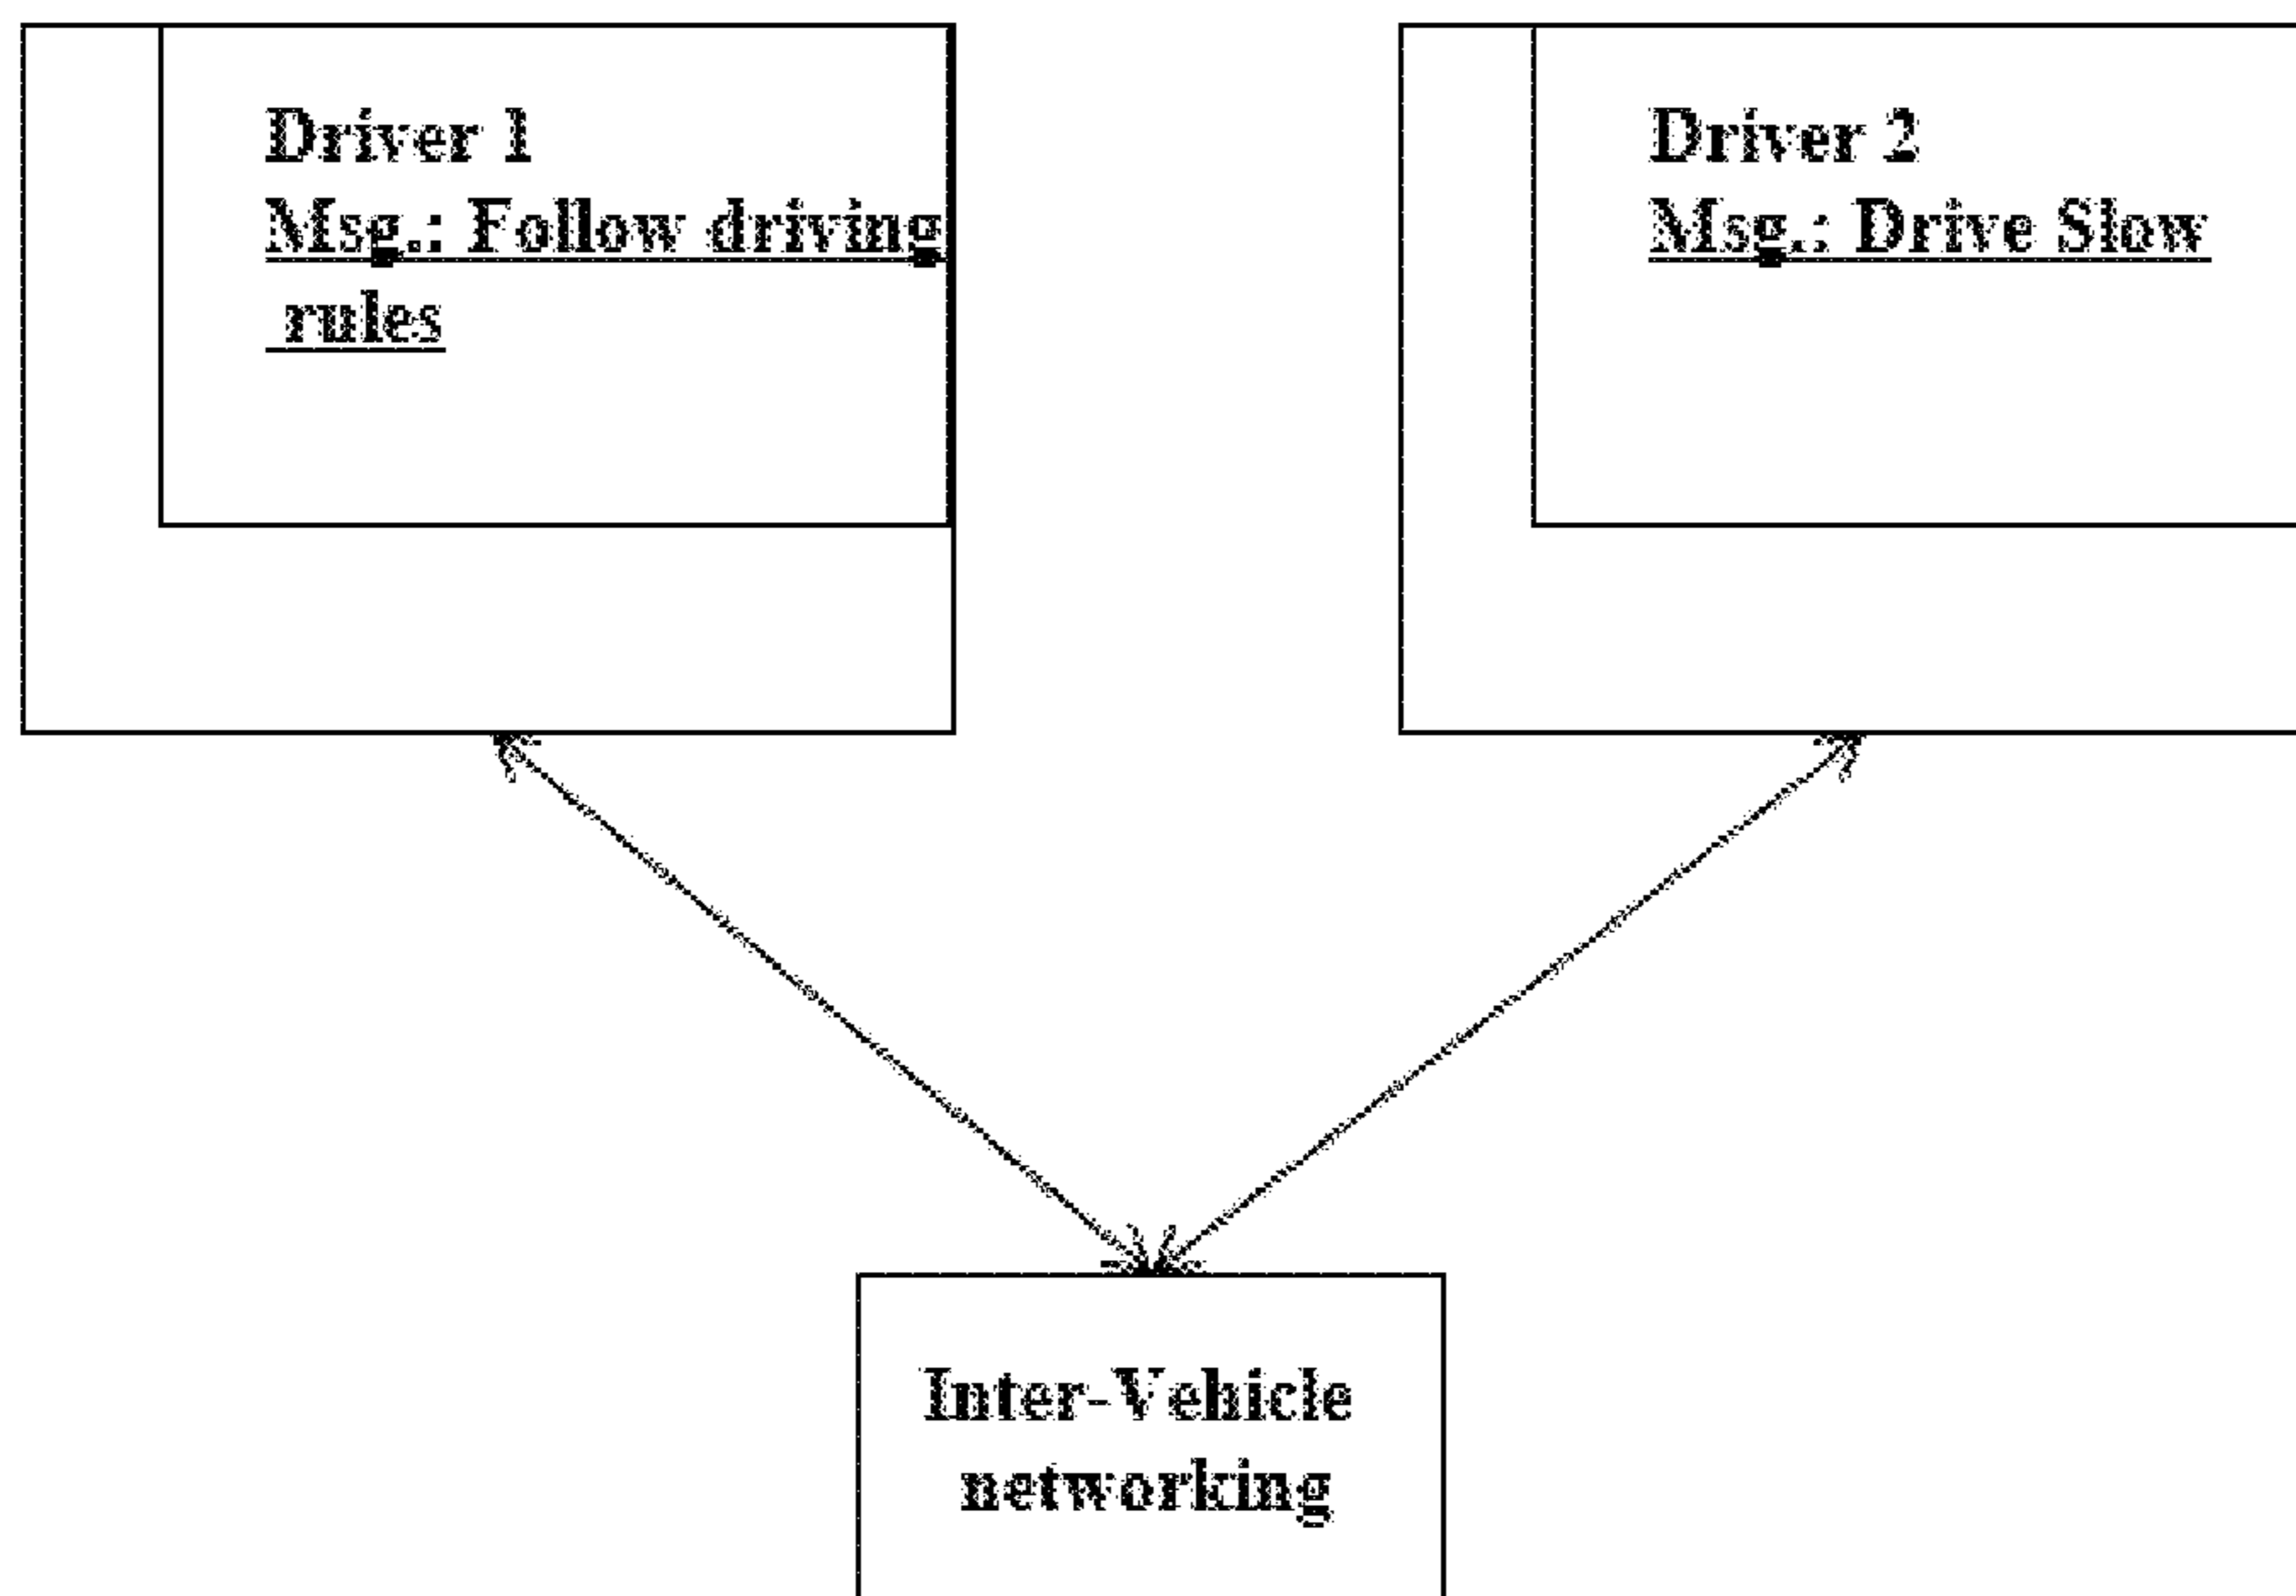 Driver 1
Msg.: Follow driving
rules
Driver 2
Msg.: Drive Slow
Inter-Vehicle
networking